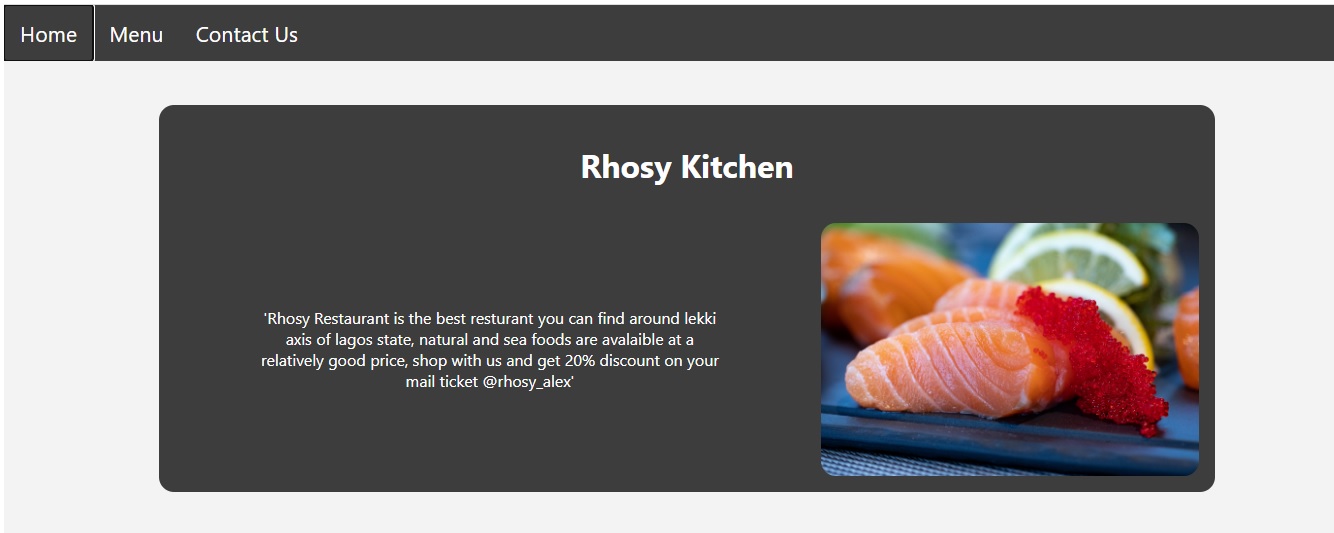 Home Menu Contact Us
Rhosy Kitchen
'Rhosy Restaurant is the best resturant you can find around lekki
axis of lagos state, natural and sea foods are avalaible at a
relatively good price, shop with us and get 20% discount on your
mail ticket @rhosy_alex'